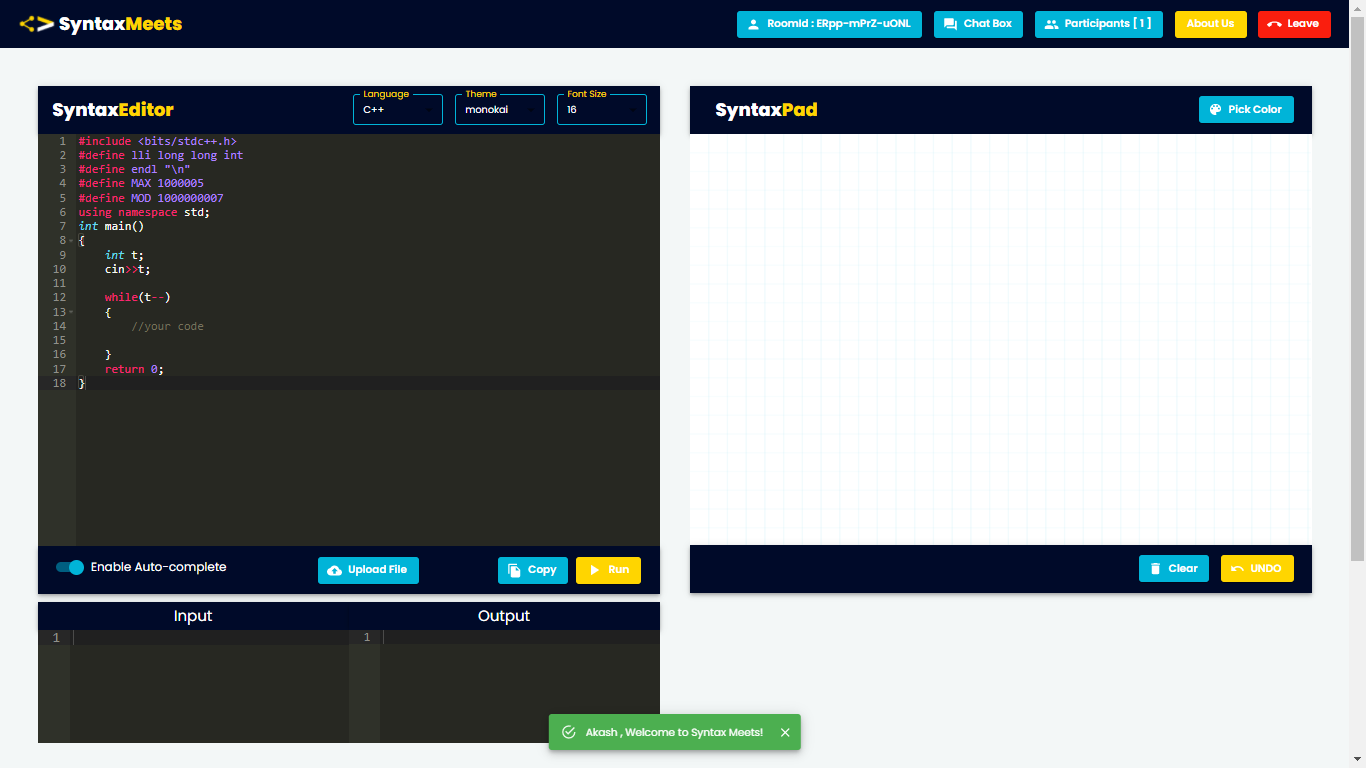 SyntaxMeets
RoomId : ERpp-mPrZ-uONL
Chat Box
Participants [ 1 ]
About Us
Leave
SyntaxEditor
Language
C++
Theme
monokai
Font Size
16
1 #include <bits/stdc++.h>
2 #define lli long long int
3 #define endl "\n"
4 #define MAX 1000005
5 #define MOD 1000000007
6 using namespace std;
7 int main()
8 {
9     int t;
10     cin>>t;
11
12     while(t--)
13     {
14         //your code
15
16     }
17     return 0;
18 }
Enable Auto-complete
Upload File
Copy
Run
Input
Output
1
1
SyntaxPad
Pick Color
Clear
UNDO
Akash , Welcome to Syntax Meets!